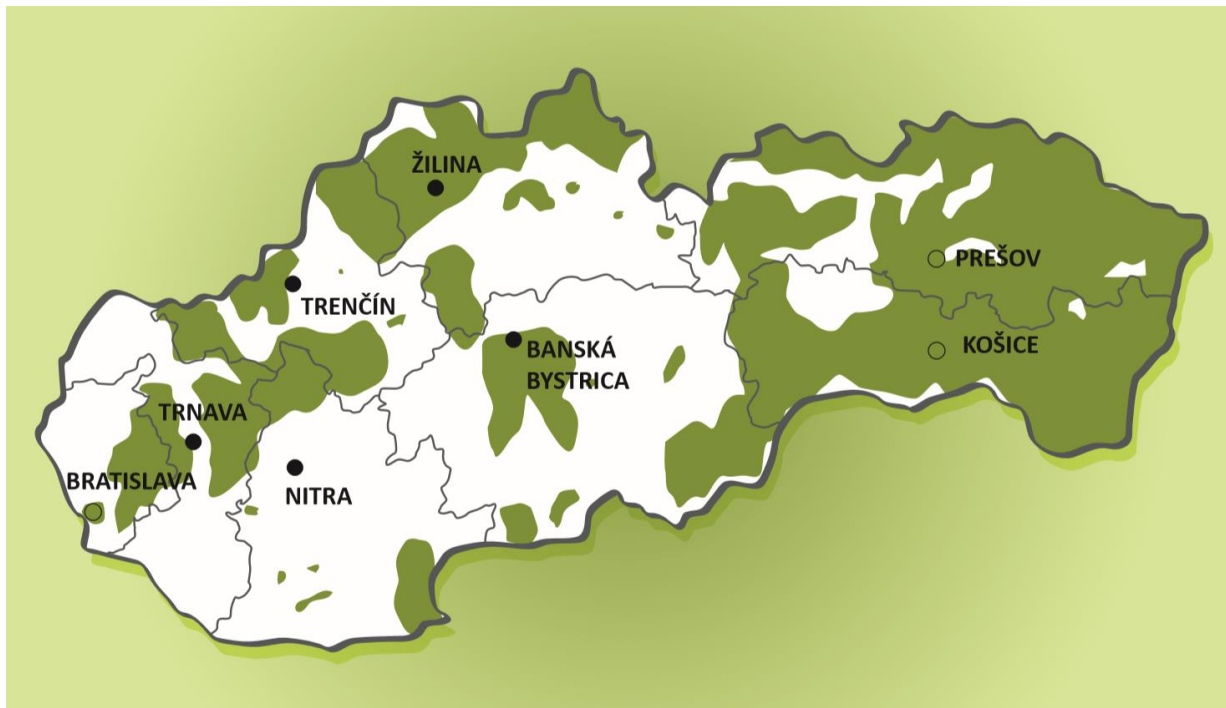 ŽILINA
PREŠOV
TRENČÍN
KOŠICE
BANSKÁ
BYSTRICA
TRNAVA
BRATISLAVA
NITRA